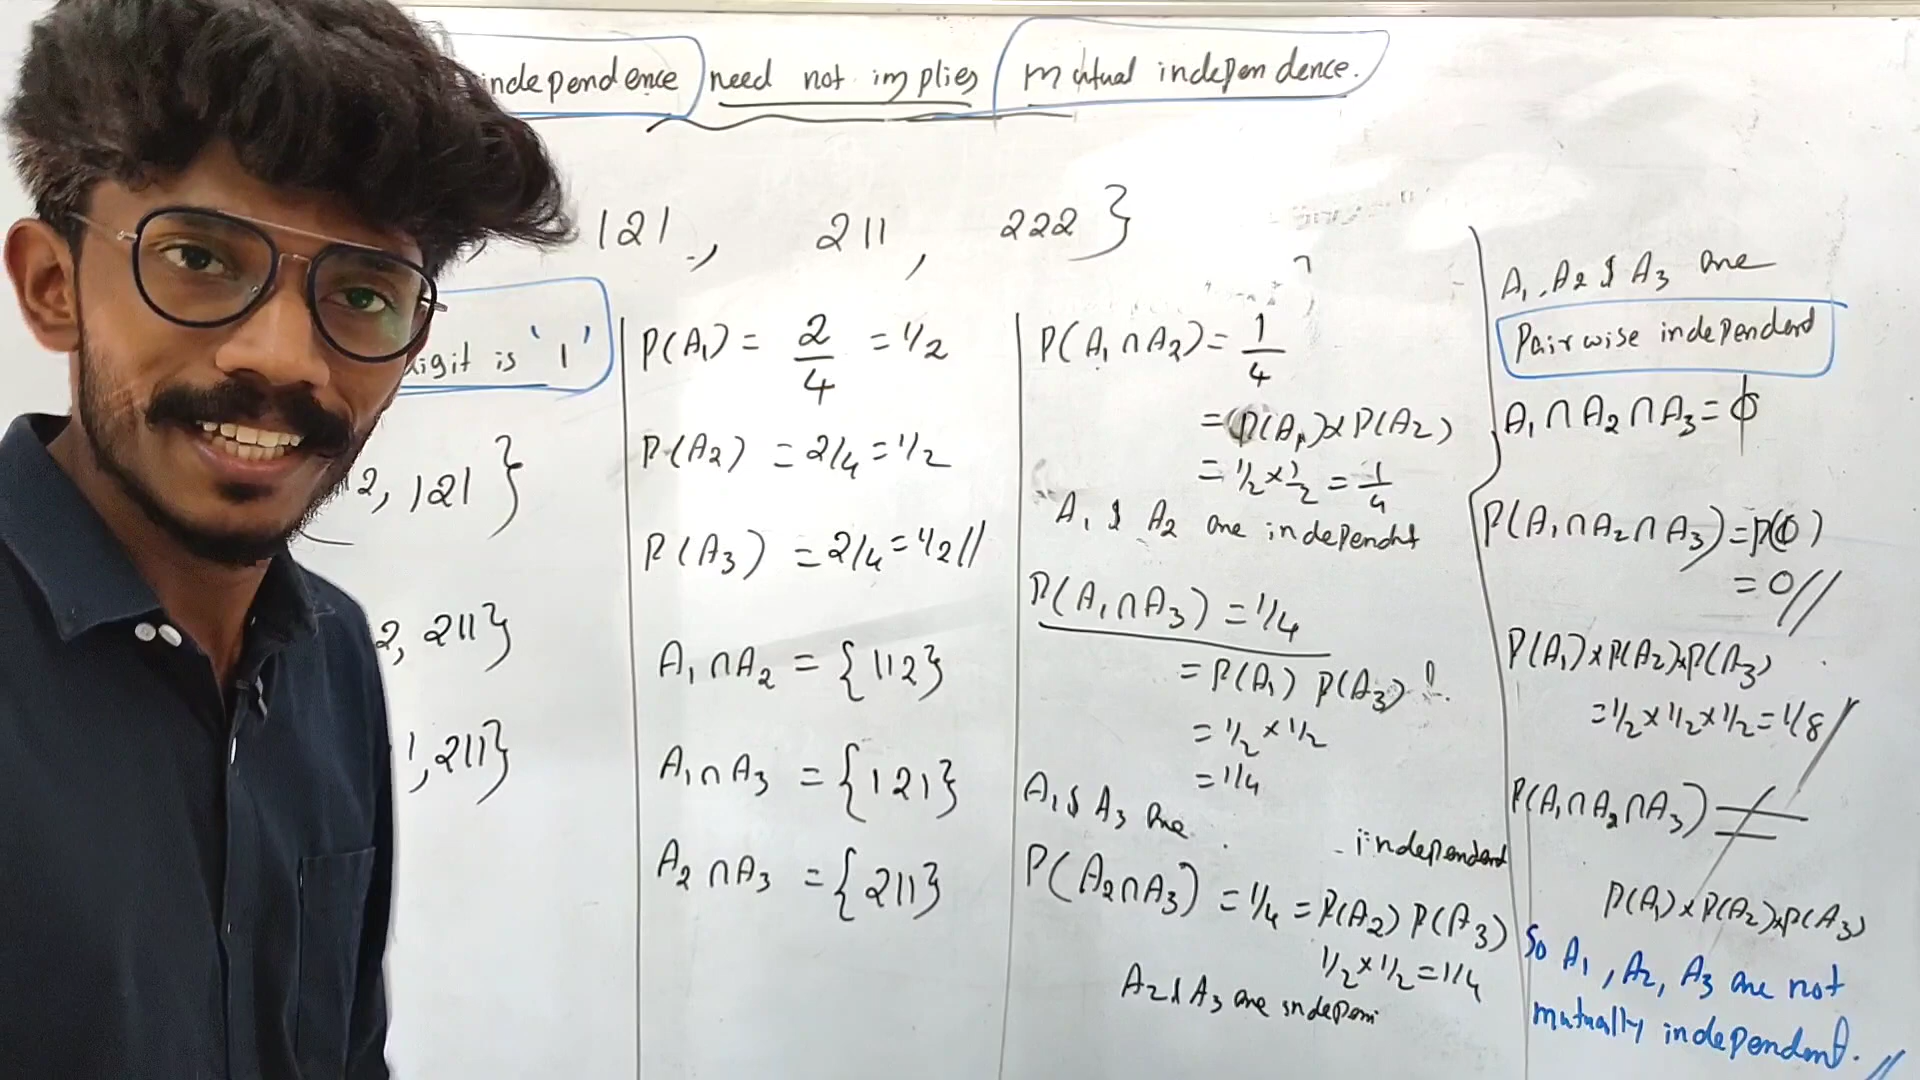 independence need not implies mutual independence.
, 121, 211, 222 }
digit is '1'
2, 121 }
2, 211}
1, 211}
P(A₁) = 2/4 = 1/2
P(A₂) = 2/4 = 1/2
P(A₃) = 2/4 = 1/2 //
A₁ ∩ A₂ = {112}
A₁ ∩ A₃ = {121}
A₂ ∩ A₃ = {211}
P(A₁ ∩ A₂) = 1/4
= P(A₁) x P(A₂)
= 1/2 x 1/2 = 1/4
A₁ & A₂ are independnt
P(A₁ ∩ A₃) = 1/4
= P(A₁) P(A₃)
= 1/2 x 1/2
= 1/4
A₁ & A₃ are independent
P(A₂ ∩ A₃) = 1/4 = P(A₂) P(A₃)
1/2 x 1/2 = 1/4
A₂ & A₃ are indepen
A₁, A₂ & A₃ are
Pairwise independent
A₁ ∩ A₂ ∩ A₃ = ϕ
P(A₁ ∩ A₂ ∩ A₃) = P(ϕ)
= 0 //
P(A₁) x P(A₂) x P(A₃)
= 1/2 x 1/2 x 1/2 = 1/8
P(A₁ ∩ A₂ ∩ A₃) ≠
P(A₁) x P(A₂) x P(A₃)
So A₁, A₂, A₃ are not
mutually independent. //